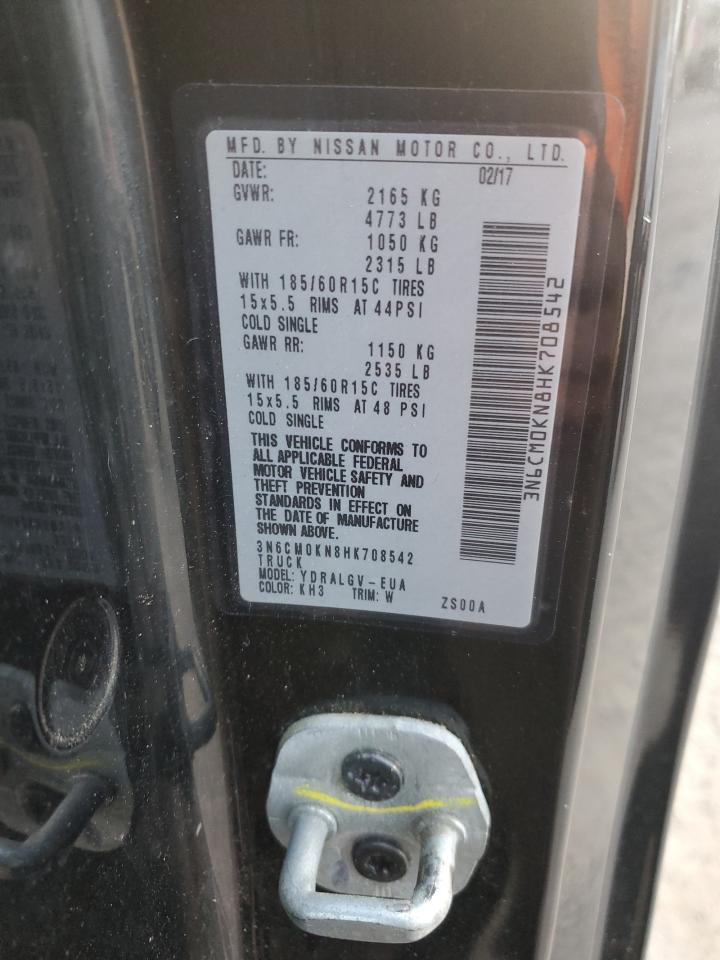 MFD. BY NISSAN MOTOR CO., LTD.
DATE: 02/17
GVWR: 2165 KG
4773 LB
GAWR FR: 1050 KG
2315 LB
WITH 185/60R15C TIRES
15x5.5 RIMS AT 44PSI
COLD SINGLE
GAWR RR: 1150 KG
2535 LB
WITH 185/60R15C TIRES
15x5.5 RIMS AT 48 PSI
COLD SINGLE
THIS VEHICLE CONFORMS TO
ALL APPLICABLE FEDERAL
MOTOR VEHICLE SAFETY AND
THEFT PREVENTION
STANDARDS IN EFFECT ON
THE DATE OF MANUFACTURE
SHOWN ABOVE.
3N6CM0KN8HK708542
TRUCK
MODEL: YDRALGV-EUA
COLOR: KH3 TRIM: W ZS00A
3N6CM0KN8HK708542